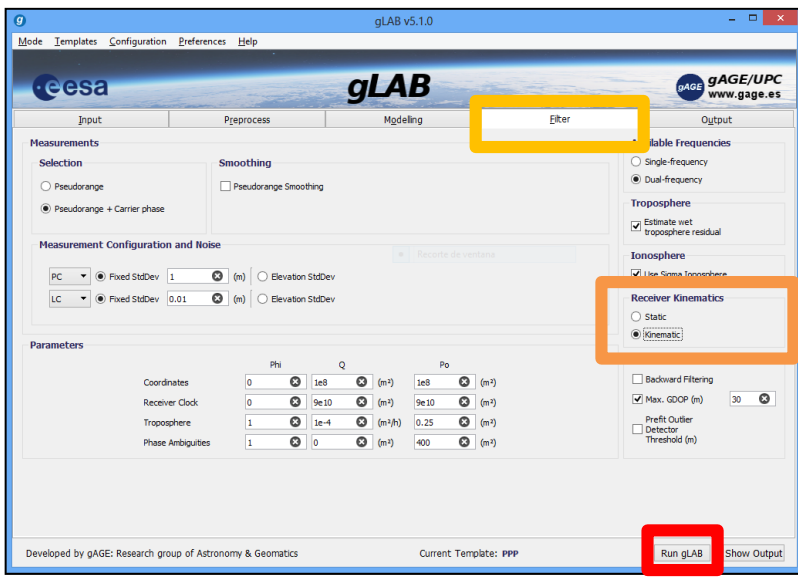 g
gLAB v5.1.0
Mode Templates Configuration Preferences Help
esa
gLAB
gAGE
gAGE/UPC
www.gage.es
Input Preprocess Modeling Filter Output
Measurements
Selection
Pseudorange
Pseudorange + Carrier phase
Smoothing
Pseudorange Smoothing
Measurement Configuration and Noise
Recorte de ventana
PC Fixed StdDev 1 (m) Elevation StdDev
LC Fixed StdDev 0.01 (m) Elevation StdDev
Parameters
Phi Q Po
Coordinates 0 1e8 (m²) 1e8 (m²)
Receiver Clock 0 9e10 (m²) 9e10 (m²)
Troposphere 1 1e-4 (m²/h) 0.25 (m²)
Phase Ambiguities 1 0 (m²) 400 (m²)
Frequencies
Single-frequency
Dual-frequency
Troposphere
Estimate wet
troposphere residual
Ionosphere
Use Sigma Ionosphere
Receiver Kinematics
Static
Kinematic
Backward Filtering
Max. GDOP (m) 30
Prefit Outlier
Detector
Threshold (m)
Developed by gAGE: Research group of Astronomy & Geomatics
Current Template: PPP
Run gLAB
Show Output